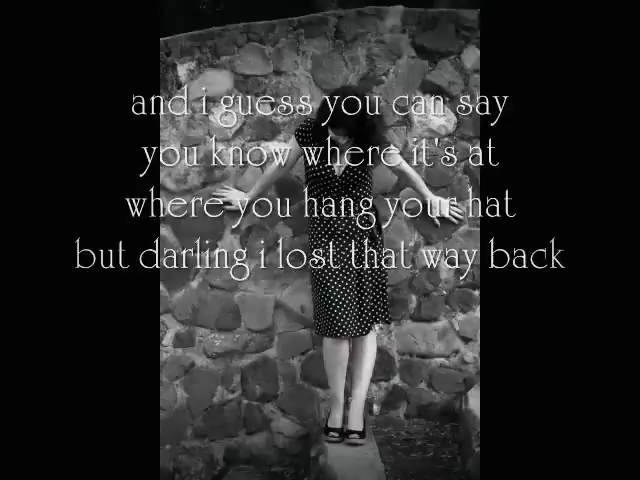 and i guess you can say
you know where it's at
where you hang your hat
but darling i lost that way back